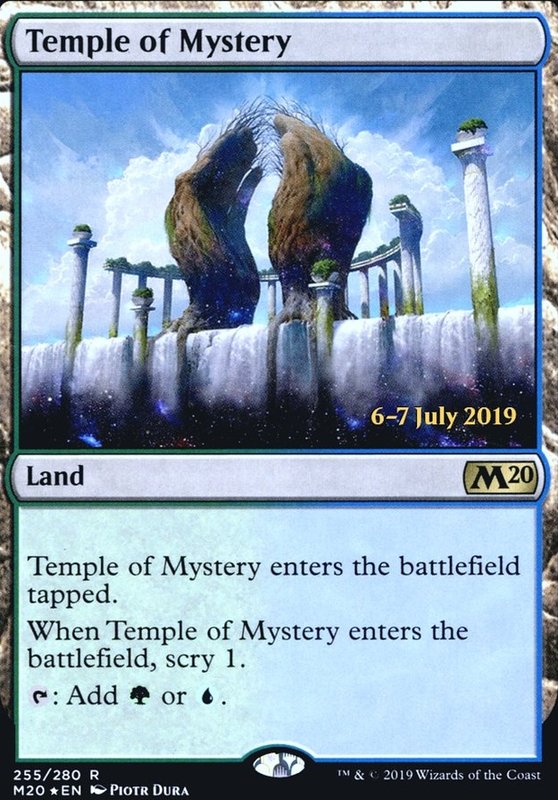 Temple of Mystery
6–7 July 2019
Land
M20
Temple of Mystery enters the battlefield
tapped.
When Temple of Mystery enters the
battlefield, scry 1.
: Add or .
255/280 R
M20 ★ EN Piotr Dura
™ & © 2019 Wizards of the Coast